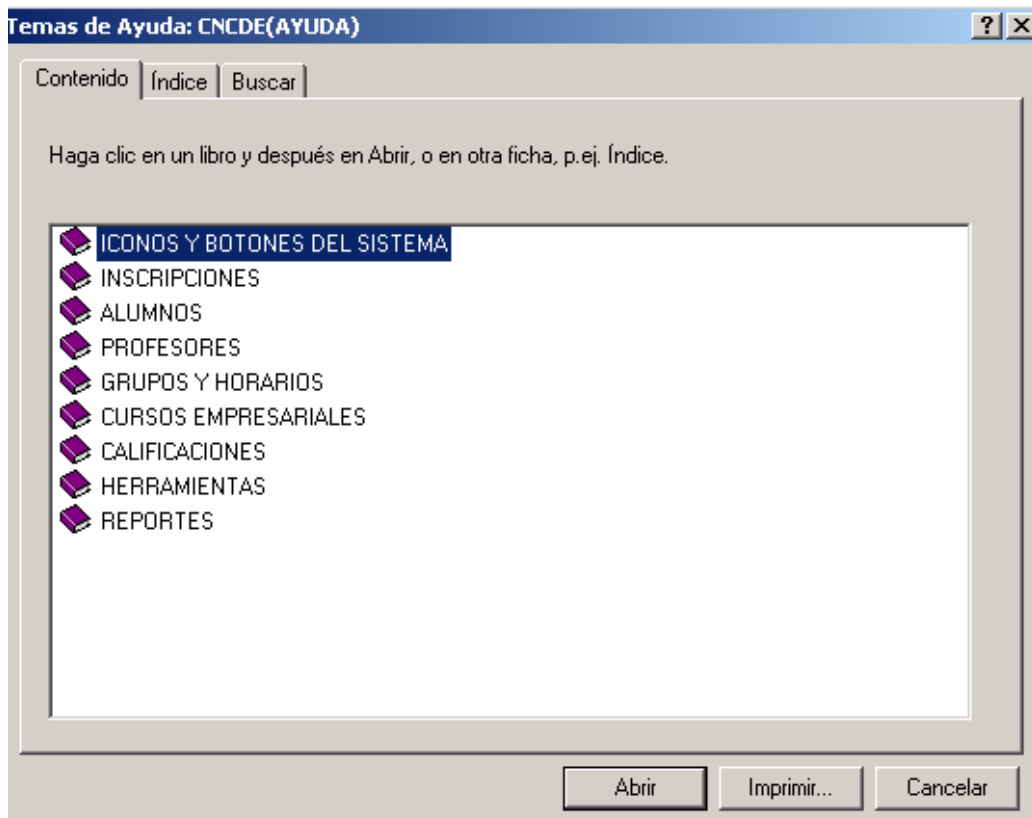 Temas de Ayuda: CNCDE(AYUDA)
Contenido Índice Buscar
Haga clic en un libro y después en Abrir, o en otra ficha, p.ej. Índice.
ICONOS Y BOTONES DEL SISTEMA
INSCRIPCIONES
ALUMNOS
PROFESORES
GRUPOS Y HORARIOS
CURSOS EMPRESARIALES
CALIFICACIONES
HERRAMIENTAS
REPORTES
Abrir Imprimir... Cancelar